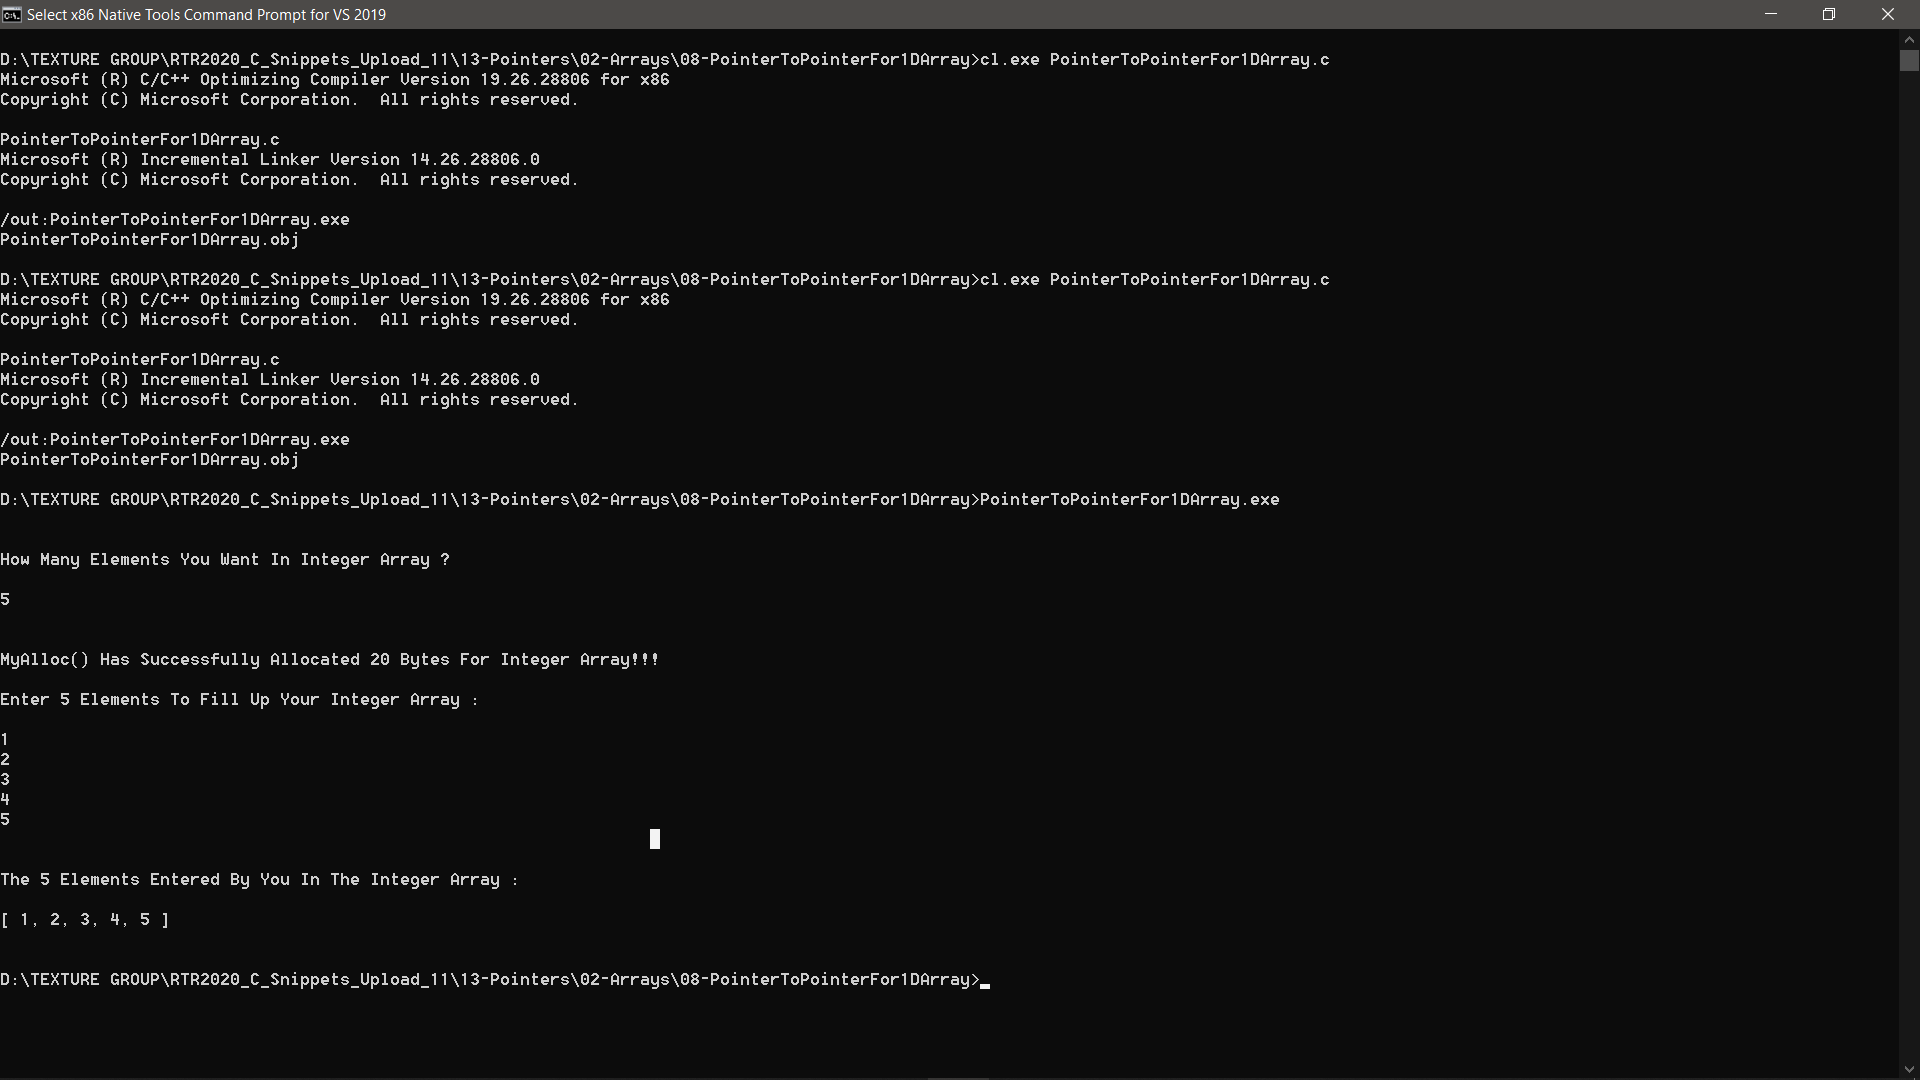 Select x86 Native Tools Command Prompt for VS 2019
D:\TEXTURE GROUP\RTR2020_C_Snippets_Upload_11\13-Pointers\02-Arrays\08-PointerToPointerFor1DArray>cl.exe PointerToPointerFor1DArray.c
Microsoft (R) C/C++ Optimizing Compiler Version 19.26.28806 for x86
Copyright (C) Microsoft Corporation.  All rights reserved.
PointerToPointerFor1DArray.c
Microsoft (R) Incremental Linker Version 14.26.28806.0
Copyright (C) Microsoft Corporation.  All rights reserved.
/out:PointerToPointerFor1DArray.exe
PointerToPointerFor1DArray.obj
D:\TEXTURE GROUP\RTR2020_C_Snippets_Upload_11\13-Pointers\02-Arrays\08-PointerToPointerFor1DArray>cl.exe PointerToPointerFor1DArray.c
Microsoft (R) C/C++ Optimizing Compiler Version 19.26.28806 for x86
Copyright (C) Microsoft Corporation.  All rights reserved.
PointerToPointerFor1DArray.c
Microsoft (R) Incremental Linker Version 14.26.28806.0
Copyright (C) Microsoft Corporation.  All rights reserved.
/out:PointerToPointerFor1DArray.exe
PointerToPointerFor1DArray.obj
D:\TEXTURE GROUP\RTR2020_C_Snippets_Upload_11\13-Pointers\02-Arrays\08-PointerToPointerFor1DArray>PointerToPointerFor1DArray.exe
How Many Elements You Want In Integer Array ?
5
MyAlloc() Has Successfully Allocated 20 Bytes For Integer Array!!!
Enter 5 Elements To Fill Up Your Integer Array :
1
2
3
4
5
The 5 Elements Entered By You In The Integer Array :
[ 1, 2, 3, 4, 5 ]
D:\TEXTURE GROUP\RTR2020_C_Snippets_Upload_11\13-Pointers\02-Arrays\08-PointerToPointerFor1DArray>